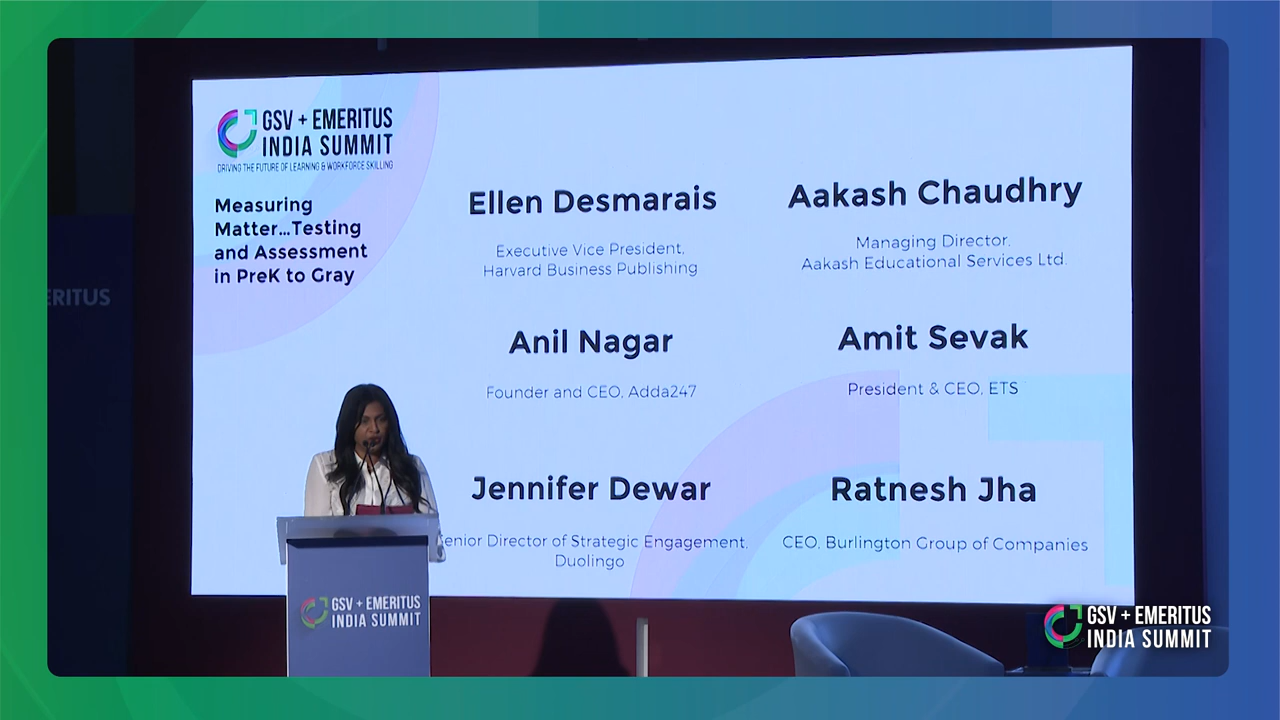 GSV + EMERITUS
INDIA SUMMIT
DRIVING THE FUTURE OF LEARNING & WORKFORCE SKILLING
Measuring
Matter...Testing
and Assessment
in PreK to Gray
Ellen Desmarais
Executive Vice President,
Harvard Business Publishing
Aakash Chaudhry
Managing Director,
Aakash Educational Services Ltd.
Anil Nagar
Founder and CEO, Adda247
Amit Sevak
President & CEO, ETS
Jennifer Dewar
enior Director of Strategic Engagement,
Duolingo
Ratnesh Jha
CEO, Burlington Group of Companies
ERITUS
GSV + EMERITUS
INDIA SUMMIT
GSV + EMERITUS
INDIA SUMMIT